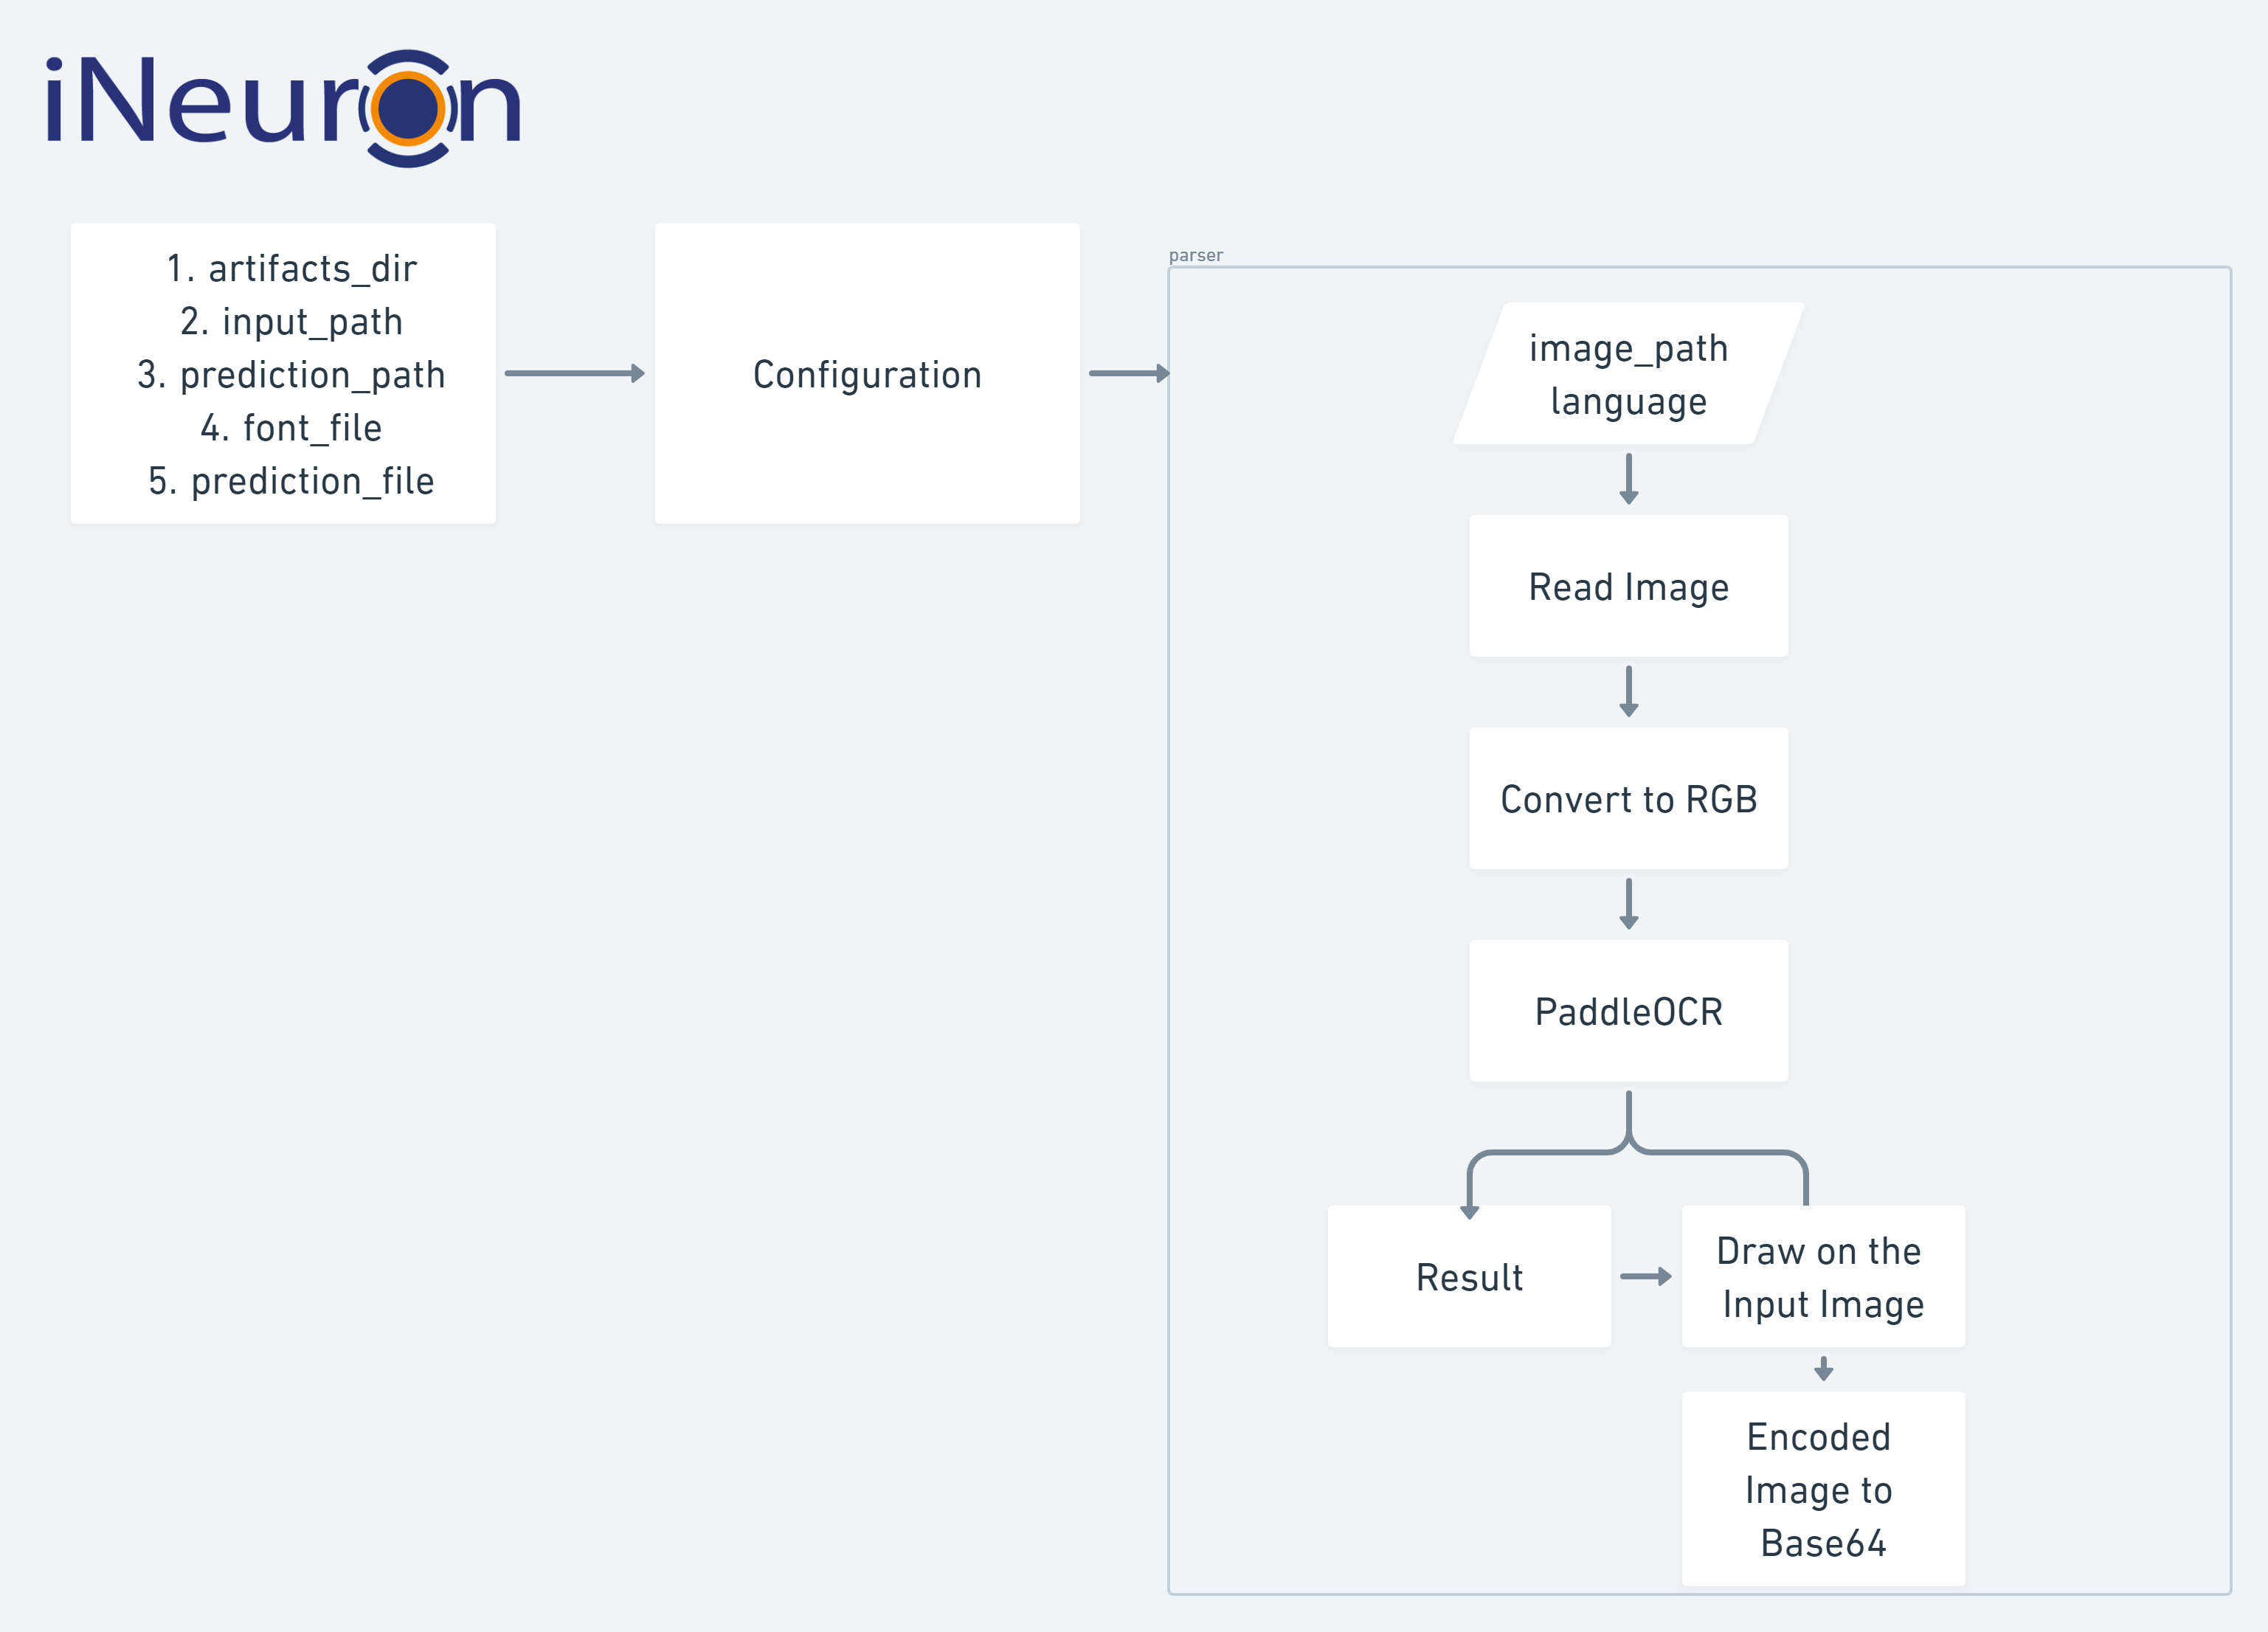 iNeuron
1. artifacts_dir
2. input_path
3. prediction_path
4. font_file
5. prediction_file
Configuration
parser
image_path
language
Read Image
Convert to RGB
PaddleOCR
Result
Draw on the
Input Image
Encoded
Image to
Base64